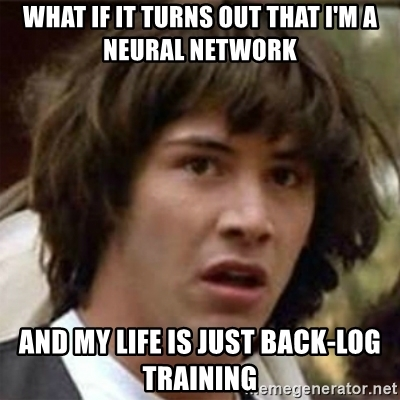 WHAT IF IT TURNS OUT THAT I'M A
NEURAL NETWORK
AND MY LIFE IS JUST BACK-LOG
TRAINING
memegenerator.net